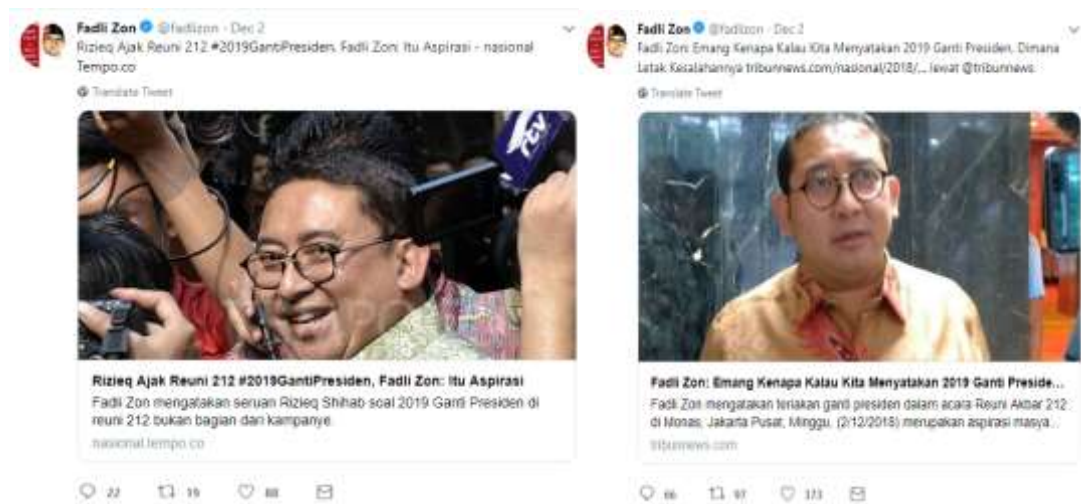 Fadli Zon @fadlizon · Dec 2
Rizieq Ajak Reuni 212 #2019GantiPresiden, Fadli Zon: Itu Aspirasi - nasional
Tempo.co
Translate Tweet
rtv
Rizieq Ajak Reuni 212 #2019GantiPresiden, Fadli Zon: Itu Aspirasi
Fadli Zon mengatakan seruan Rizieq Shihab soal 2019 Ganti Presiden di
reuni 212 bukan bagian dari kampanye.
nasional.tempo.co
22 19 88
Fadli Zon @fadlizon · Dec 2
Fadli Zon: Emang Kenapa Kalau Kita Menyatakan 2019 Ganti Presiden, Dimana
Letak Kesalahannya tribunnews.com/nasional/2018/... lewat @tribunnews
Translate Tweet
Fadli Zon: Emang Kenapa Kalau Kita Menyatakan 2019 Ganti Preside...
Fadli Zon mengatakan teriakan ganti presiden dalam acara Reuni Akbar 212
di Monas, Jakarta Pusat, Minggu, (2/12/2018) merupakan aspirasi masya...
tribunnews.com
66 97 373